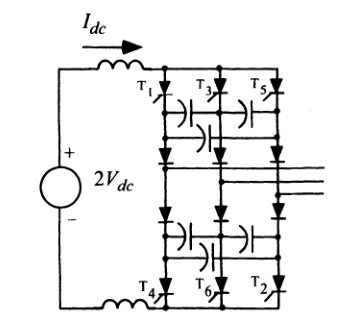 I_dc
T_1 T_3 T_5
+
2V_dc
−
T_4 T_6 T_2